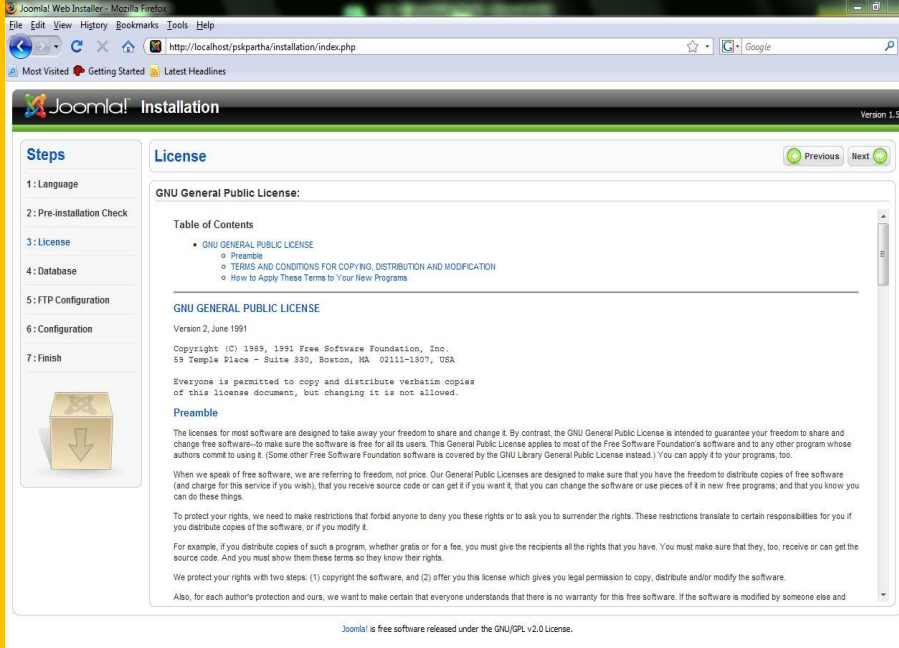 Joomla! Web Installer - Mozilla Firefox
File Edit View History Bookmarks Tools Help
http://localhost/pskpartha/installation/index.php
G Google
Most Visited Getting Started Latest Headlines
Joomla! Installation
Version 1.5
Steps
License
Previous
Next
1 : Language
2 : Pre-installation Check
3 : License
4 : Database
5 : FTP Configuration
6 : Configuration
7 : Finish
GNU General Public License:
Table of Contents
GNU GENERAL PUBLIC LICENSE
Preamble
TERMS AND CONDITIONS FOR COPYING, DISTRIBUTION AND MODIFICATION
How to Apply These Terms to Your New Programs
GNU GENERAL PUBLIC LICENSE
Version 2, June 1991
Copyright (C) 1989, 1991 Free Software Foundation, Inc.
59 Temple Place - Suite 330, Boston, MA 02111-1307, USA
Everyone is permitted to copy and distribute verbatim copies
of this license document, but changing it is not allowed.
Preamble
The licenses for most software are designed to take away your freedom to share and change it. By contrast, the GNU General Public License is intended to guarantee your freedom to share and
change free software--to make sure the software is free for all its users. This General Public License applies to most of the Free Software Foundation's software and to any other program whose
authors commit to using it. (Some other Free Software Foundation software is covered by the GNU Library General Public License instead.) You can apply it to your programs, too.
When we speak of free software, we are referring to freedom, not price. Our General Public Licenses are designed to make sure that you have the freedom to distribute copies of free software
(and charge for this service if you wish), that you receive source code or can get it if you want it, that you can change the software or use pieces of it in new free programs; and that you know you
can do these things.
To protect your rights, we need to make restrictions that forbid anyone to deny you these rights or to ask you to surrender the rights. These restrictions translate to certain responsibilities for you if
you distribute copies of the software, or if you modify it.
For example, if you distribute copies of such a program, whether gratis or for a fee, you must give the recipients all the rights that you have. You must make sure that they, too, receive or can get the
source code. And you must show them these terms so they know their rights.
We protect your rights with two steps: (1) copyright the software, and (2) offer you this license which gives you legal permission to copy, distribute and/or modify the software.
Also, for each author's protection and ours, we want to make certain that everyone understands that there is no warranty for this free software. If the software is modified by someone else and
Joomla! is free software released under the GNU/GPL v2.0 License.